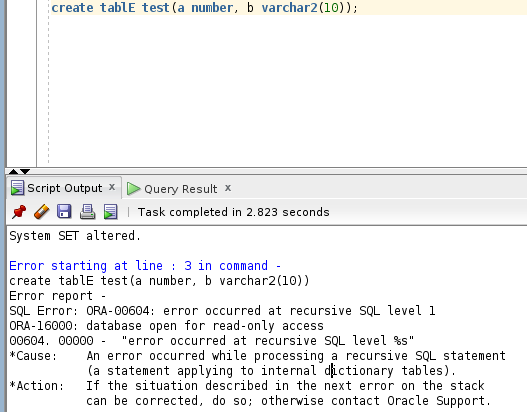 create tablE test(a number, b varchar2(10));
Script Output x
Query Result x
Task completed in 2.823 seconds
System SET altered.
Error starting at line : 3 in command -
create tablE test(a number, b varchar2(10))
Error report -
SQL Error: ORA-00604: error occurred at recursive SQL level 1
ORA-16000: database open for read-only access
00604. 00000 -  "error occurred at recursive SQL level %s"
*Cause:    An error occurred while processing a recursive SQL statement
(a statement applying to internal dictionary tables).
*Action:   If the situation described in the next error on the stack
can be corrected, do so; otherwise contact Oracle Support.